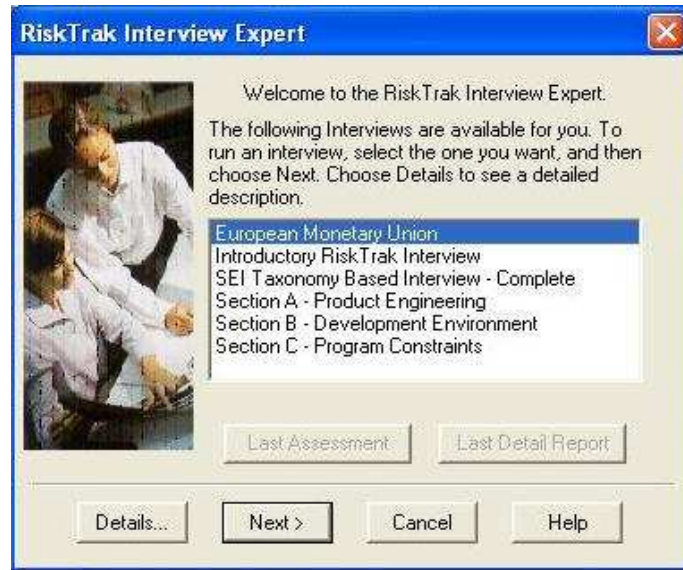 RiskTrak Interview Expert
Welcome to the RiskTrak Interview Expert.
The following Interviews are available for you. To
run an interview, select the one you want, and then
choose Next. Choose Details to see a detailed
description.
European Monetary Union
Introductory RiskTrak Interview
SEI Taxonomy Based Interview - Complete
Section A - Product Engineering
Section B - Development Environment
Section C - Program Constraints
Last Assessment Last Detail Report
Details... Next > Cancel Help